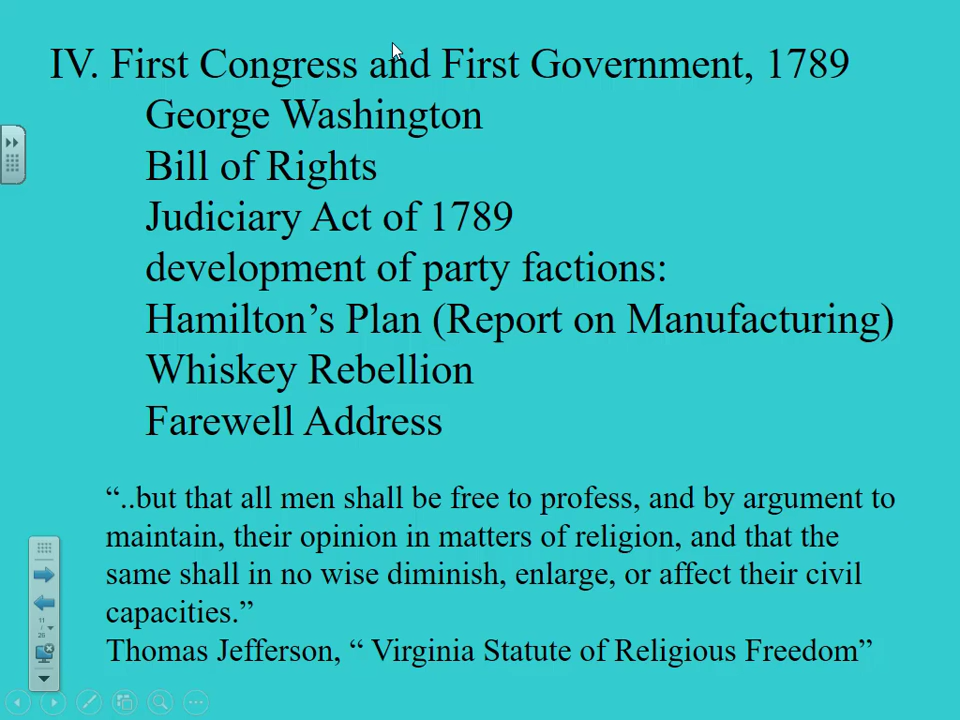 IV. First Congress and First Government, 1789
George Washington
Bill of Rights
Judiciary Act of 1789
development of party factions:
Hamilton’s Plan (Report on Manufacturing)
Whiskey Rebellion
Farewell Address
“..but that all men shall be free to profess, and by argument to
maintain, their opinion in matters of religion, and that the
same shall in no wise diminish, enlarge, or affect their civil
capacities.”
Thomas Jefferson, “ Virginia Statute of Religious Freedom”
11
/
28